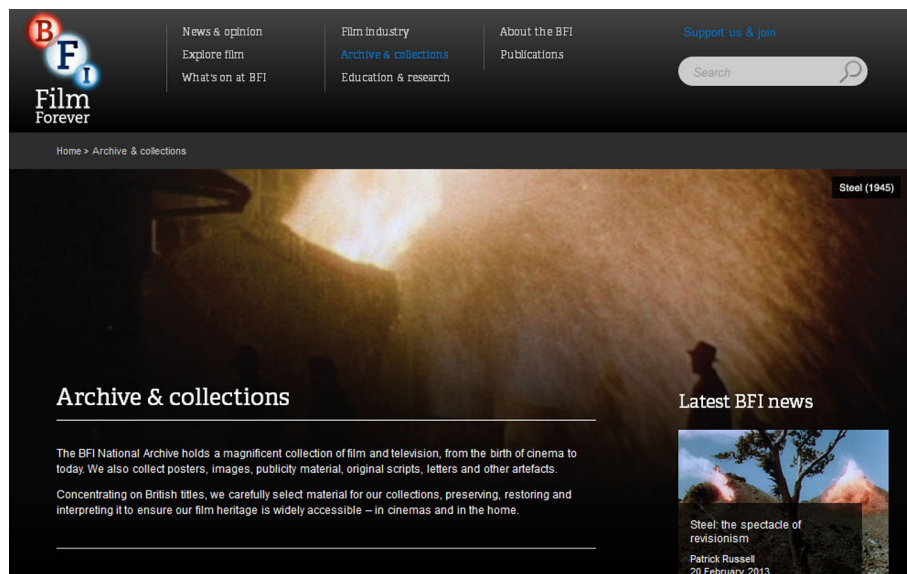 BFI
Film
Forever
News & opinion
Explore film
What's on at BFI
Film industry
Archive & collections
Education & research
About the BFI
Publications
Support us & join
Search
Home > Archive & collections
Steel (1945)
Archive & collections
The BFI National Archive holds a magnificent collection of film and television, from the birth of cinema to
today. We also collect posters, images, publicity material, original scripts, letters and other artefacts.
Concentrating on British titles, we carefully select material for our collections, preserving, restoring and
interpreting it to ensure our film heritage is widely accessible – in cinemas and in the home.
Latest BFI news
Steel: the spectacle of
revisionism
Patrick Russell
20 February 2013